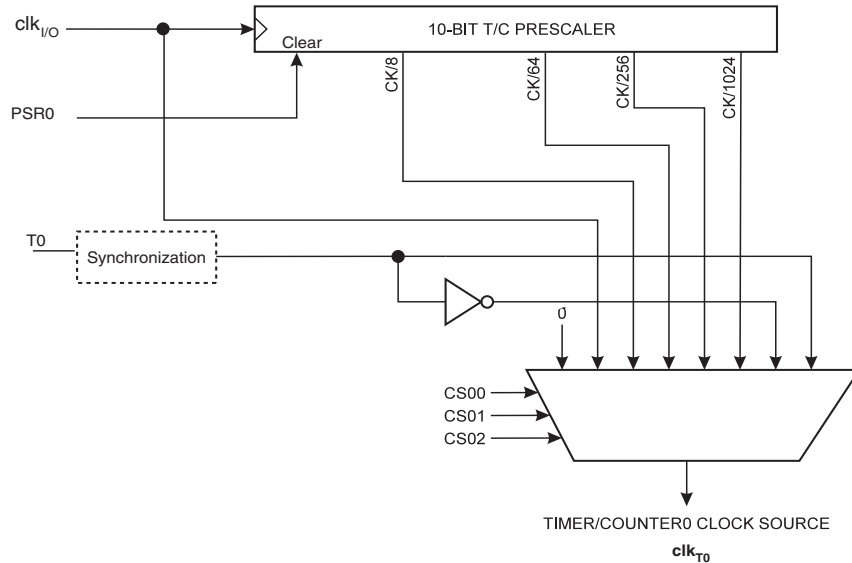 clkI/O
10-BIT T/C PRESCALER
Clear
CK/8
CK/64
CK/256
CK/1024
PSR0
T0
Synchronization
0
CS00
CS01
CS02
TIMER/COUNTER0 CLOCK SOURCE
clkT0